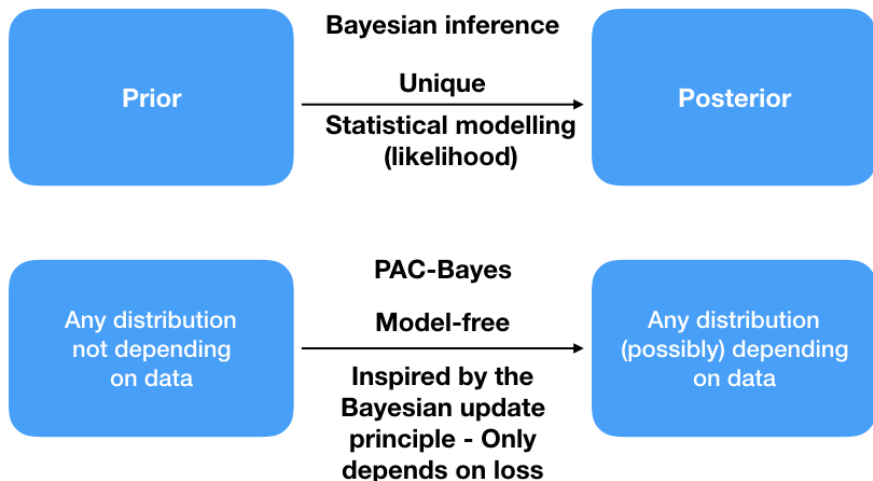 Bayesian inference
Prior
Unique
Posterior
Statistical modelling
(likelihood)
PAC-Bayes
Any distribution
not depending
on data
Model-free
Any distribution
(possibly) depending
on data
Inspired by the
Bayesian update
principle - Only
depends on loss